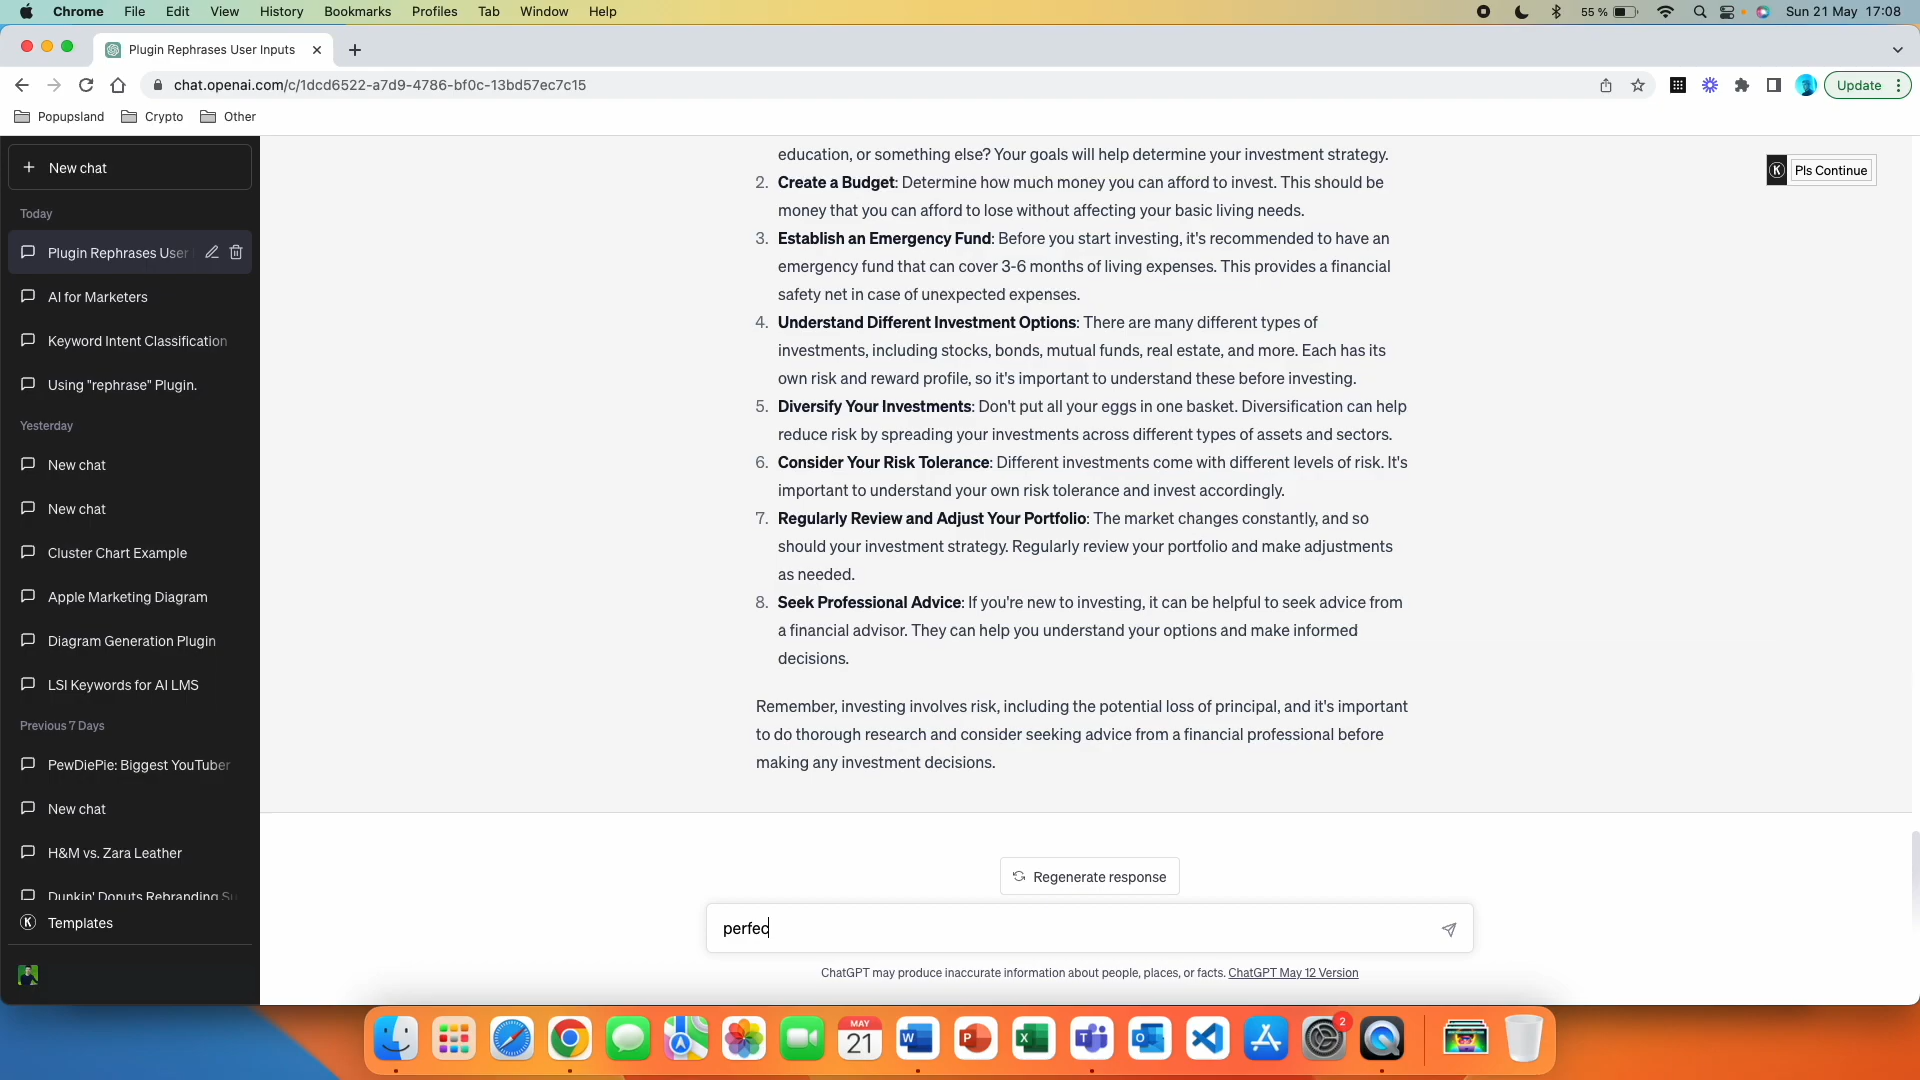 Chrome File Edit View History Bookmarks Profiles Tab Window Help 55 % Sun 21 May 17:08
Plugin Rephrases User Inputs
chat.openai.com/c/1dcd6522-a7d9-4786-bf0c-13bd57ec7c15 Update
Popupsland Crypto Other
New chat
Today
Plugin Rephrases User
AI for Marketers
Keyword Intent Classification
Using "rephrase" Plugin.
Yesterday
New chat
New chat
Cluster Chart Example
Apple Marketing Diagram
Diagram Generation Plugin
LSI Keywords for AI LMS
Previous 7 Days
PewDiePie: Biggest YouTuber
New chat
H&M vs. Zara Leather
Dunkin' Donuts Rebranding Su
K Templates
K Pls Continue
education, or something else? Your goals will help determine your investment strategy.
2. Create a Budget: Determine how much money you can afford to invest. This should be
money that you can afford to lose without affecting your basic living needs.
3. Establish an Emergency Fund: Before you start investing, it's recommended to have an
emergency fund that can cover 3-6 months of living expenses. This provides a financial
safety net in case of unexpected expenses.
4. Understand Different Investment Options: There are many different types of
investments, including stocks, bonds, mutual funds, real estate, and more. Each has its
own risk and reward profile, so it's important to understand these before investing.
5. Diversify Your Investments: Don't put all your eggs in one basket. Diversification can help
reduce risk by spreading your investments across different types of assets and sectors.
6. Consider Your Risk Tolerance: Different investments come with different levels of risk. It's
important to understand your own risk tolerance and invest accordingly.
7. Regularly Review and Adjust Your Portfolio: The market changes constantly, and so
should your investment strategy. Regularly review your portfolio and make adjustments
as needed.
8. Seek Professional Advice: If you're new to investing, it can be helpful to seek advice from
a financial advisor. They can help you understand your options and make informed
decisions.
Remember, investing involves risk, including the potential loss of principal, and it's important
to do thorough research and consider seeking advice from a financial professional before
making any investment decisions.
Regenerate response
perfec
ChatGPT may produce inaccurate information about people, places, or facts. ChatGPT May 12 Version
MAY
21
W
P
X
T
O
2